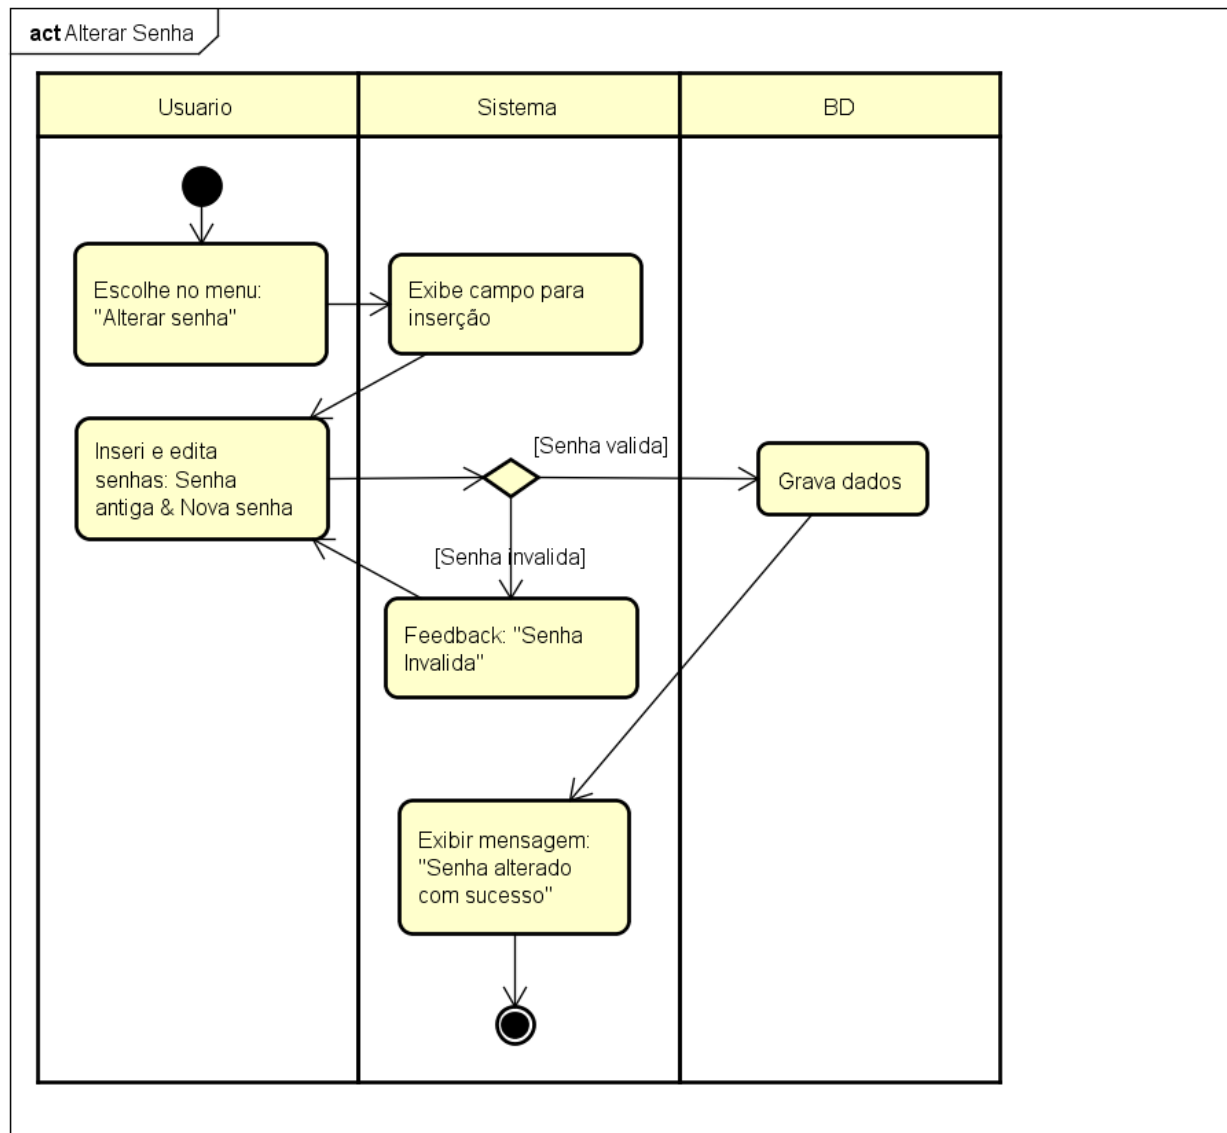 act Alterar Senha
Usuario
Sistema
BD
Escolhe no menu:
"Alterar senha"
Exibe campo para
inserção
Inseri e edita
senhas: Senha
antiga & Nova senha
[Senha valida]
Grava dados
[Senha invalida]
Feedback: "Senha
Invalida"
Exibir mensagem:
"Senha alterado
com sucesso"